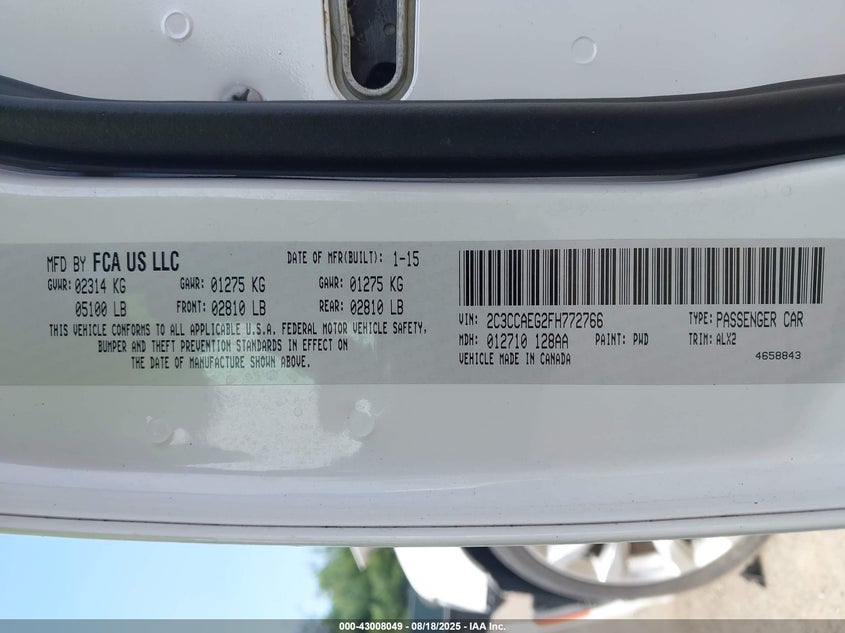 MFD BY FCA US LLC DATE OF MFR(BUILT): 1-15
GVWR: 02314 KG GAWR: 01275 KG GAWR: 01275 KG
05100 LB FRONT: 02810 LB REAR: 02810 LB
THIS VEHICLE CONFORMS TO ALL APPLICABLE U.S.A. FEDERAL MOTOR VEHICLE SAFETY,
BUMPER AND THEFT PREVENTION STANDARDS IN EFFECT ON
THE DATE OF MANUFACTURE SHOWN ABOVE.
VIN: 2C3CCAEG2FH772766 TYPE: PASSENGER CAR
MDH: 012710 128AA PAINT: PWD TRIM: ALX2
VEHICLE MADE IN CANADA 4658843
000-43008049 - 08/18/2025 - IAA Inc.